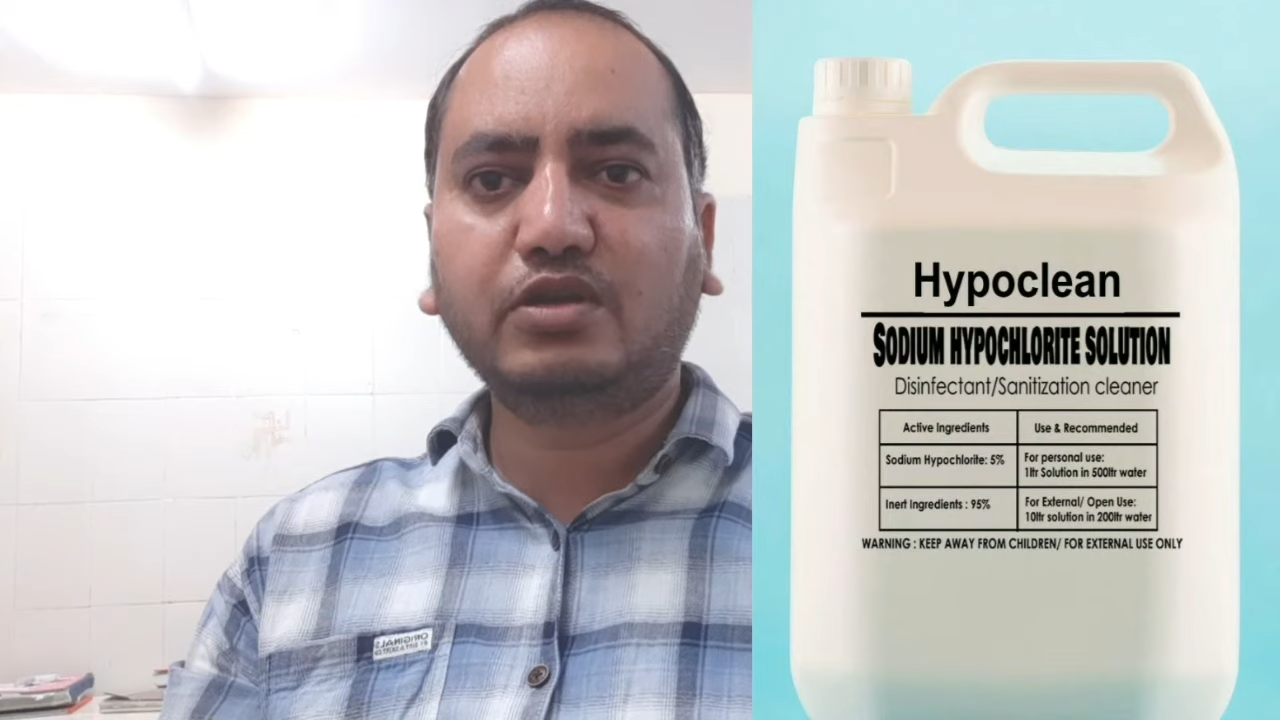 ORIGINALS
Hypoclean
SODIUM HYPOCHLORITE SOLUTION
Disinfectant/Sanitization cleaner
Active Ingredients
Use & Recommended
Sodium Hypochlorite: 5%
For personal use:
1ltr Solution in 500ltr water
Inert Ingredients : 95%
For External/ Open Use:
10ltr solution in 200ltr water
WARNING : KEEP AWAY FROM CHILDREN/ FOR EXTERNAL USE ONLY